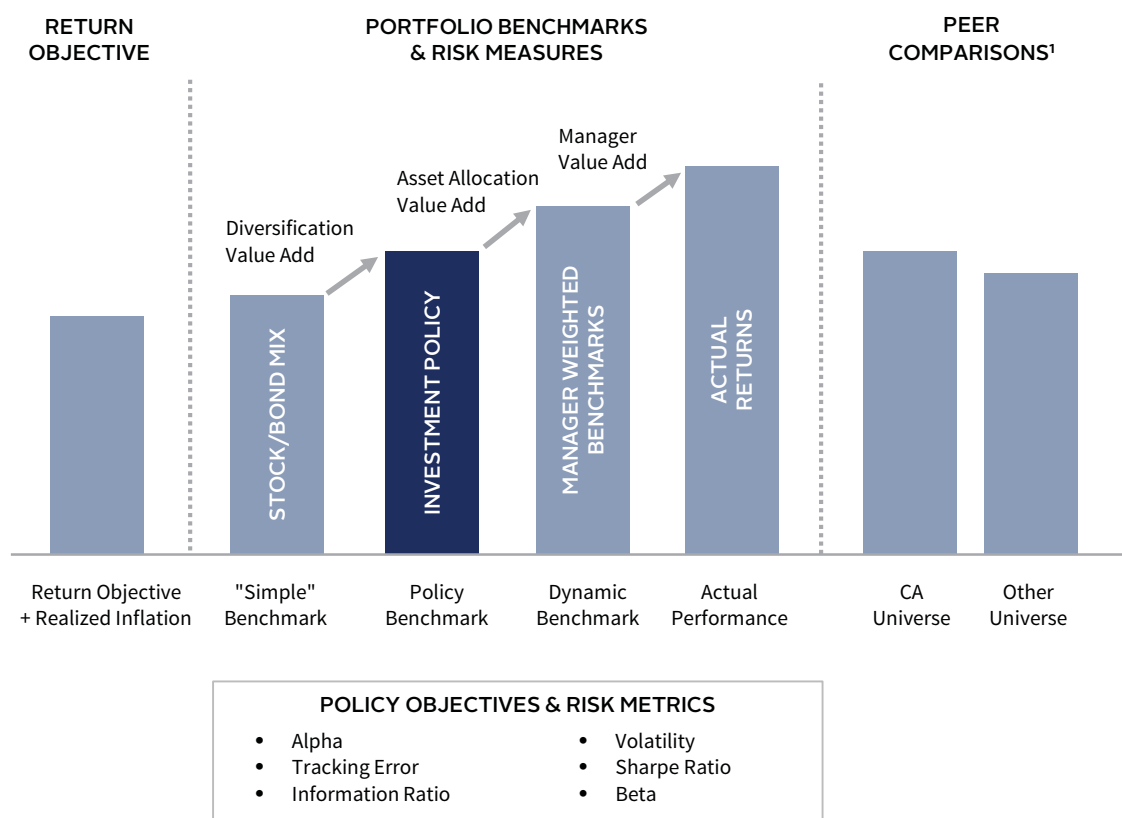 RETURN
OBJECTIVE
PORTFOLIO BENCHMARKS
& RISK MEASURES
PEER
COMPARISONS¹
Diversification
Value Add
Asset Allocation
Value Add
Manager
Value Add
STOCK/BOND MIX
INVESTMENT POLICY
MANAGER WEIGHTED
BENCHMARKS
ACTUAL
RETURNS
Return Objective
+ Realized Inflation
"Simple"
Benchmark
Policy
Benchmark
Dynamic
Benchmark
Actual
Performance
CA
Universe
Other
Universe
POLICY OBJECTIVES & RISK METRICS
• Alpha
• Tracking Error
• Information Ratio
• Volatility
• Sharpe Ratio
• Beta